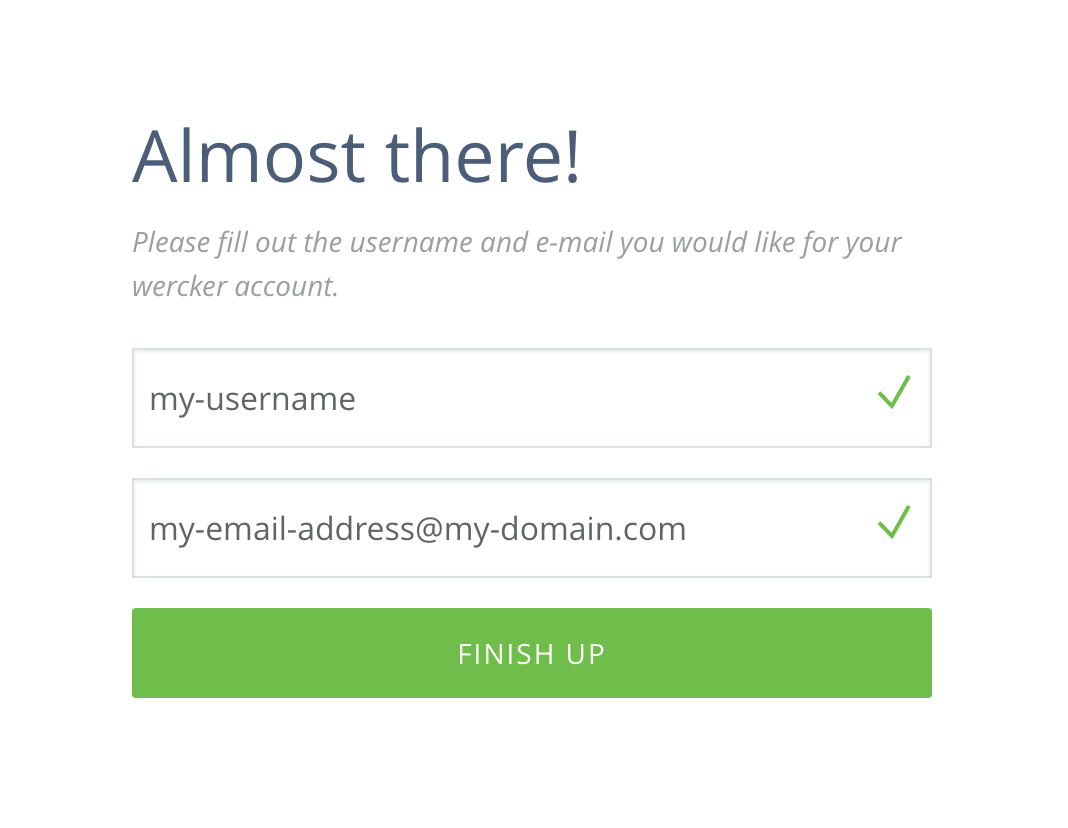 Almost there!
Please fill out the username and e-mail you would like for your
wercker account.
my-username
my-email-address@my-domain.com
FINISH UP